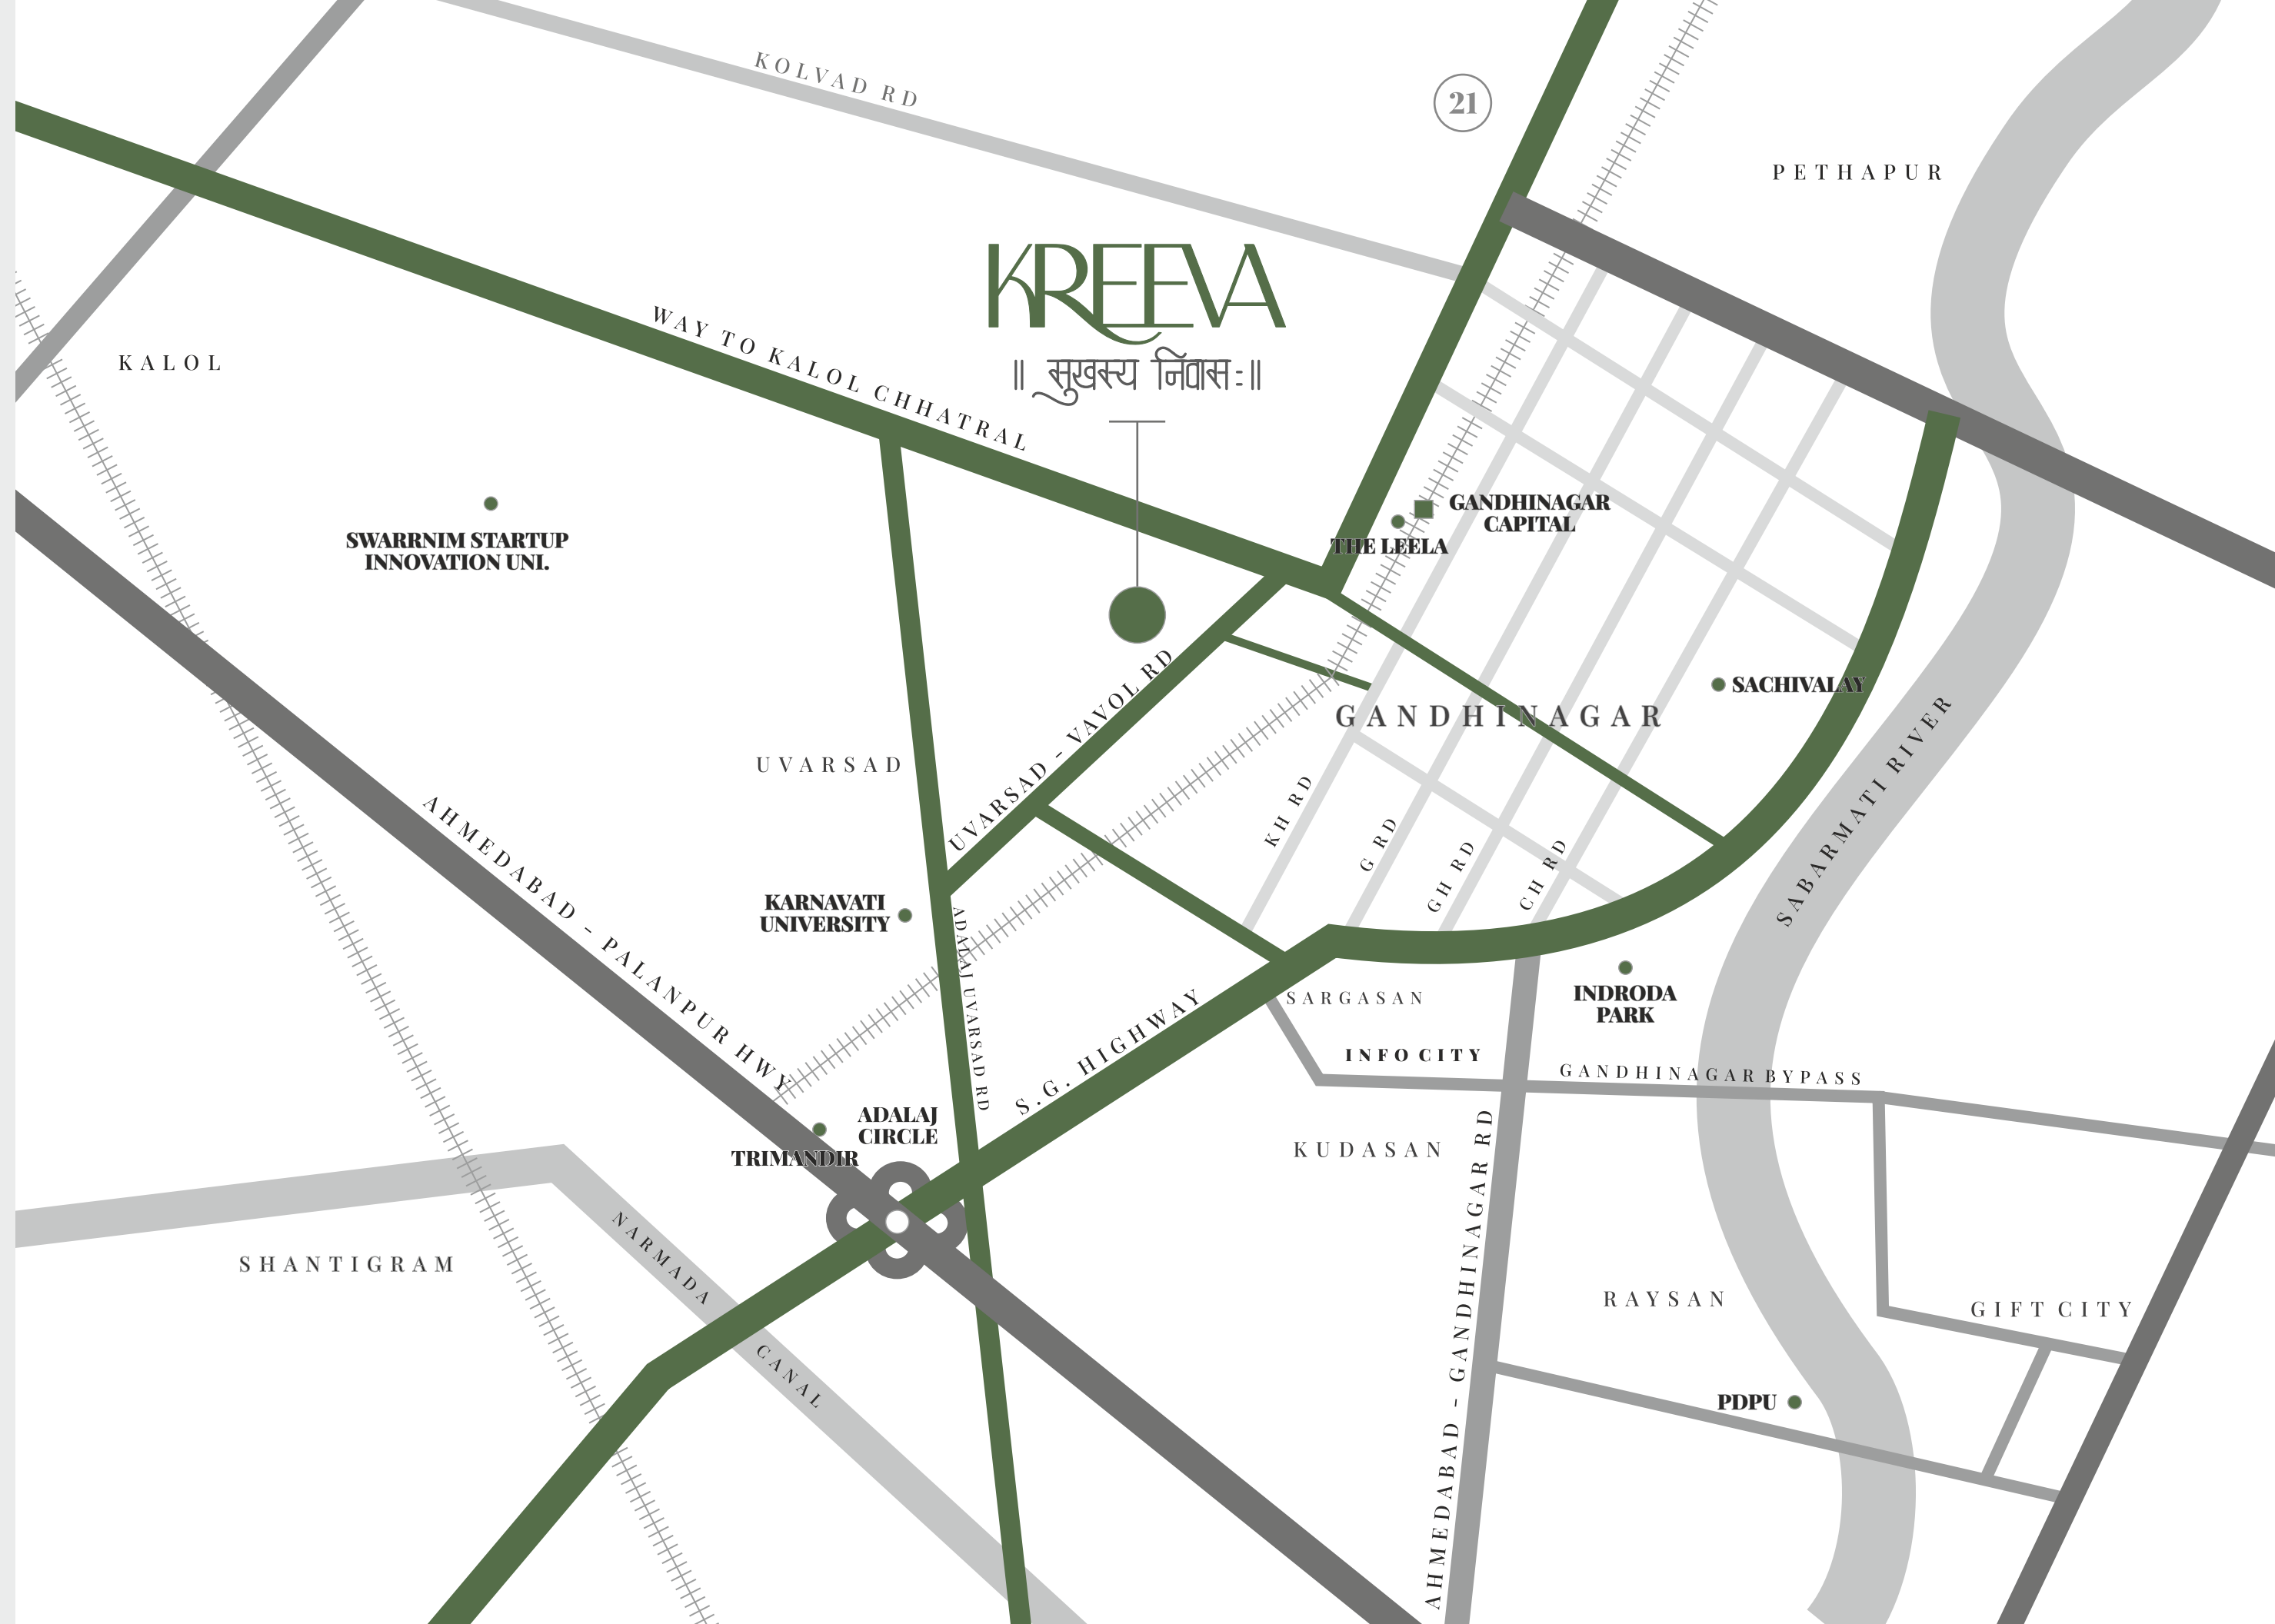 KOLVAD RD
21
PETHAPUR
KREEVA
॥ सुखस्य निवासः॥
WAY TO KALOL CHHATRAL
KALOL
SWARRNIM STARTUP
INNOVATION UNI.
GANDHINAGAR
CAPITAL
THE LEELA
SACHIVALAY
GANDHINAGAR
UVARSAD - VAVOL RD
UVARSAD
SABARMATI RIVER
KH RD
G RD
GH RD
CH RD
AHMEDABAD - PALANPUR HWY
KARNAVATI
UNIVERSITY
ADALAJ UVARSAD RD
S.G. HIGHWAY
SARGASAN
INDRODA
PARK
INFO CITY
GANDHINAGAR BYPASS
ADALAJ
CIRCLE
TRIMANDIR
KUDASAN
AHMEDABAD - GANDHINAGAR RD
SHANTIGRAM
NARMADA
CANAL
RAYSAN
GIFT CITY
PDPU